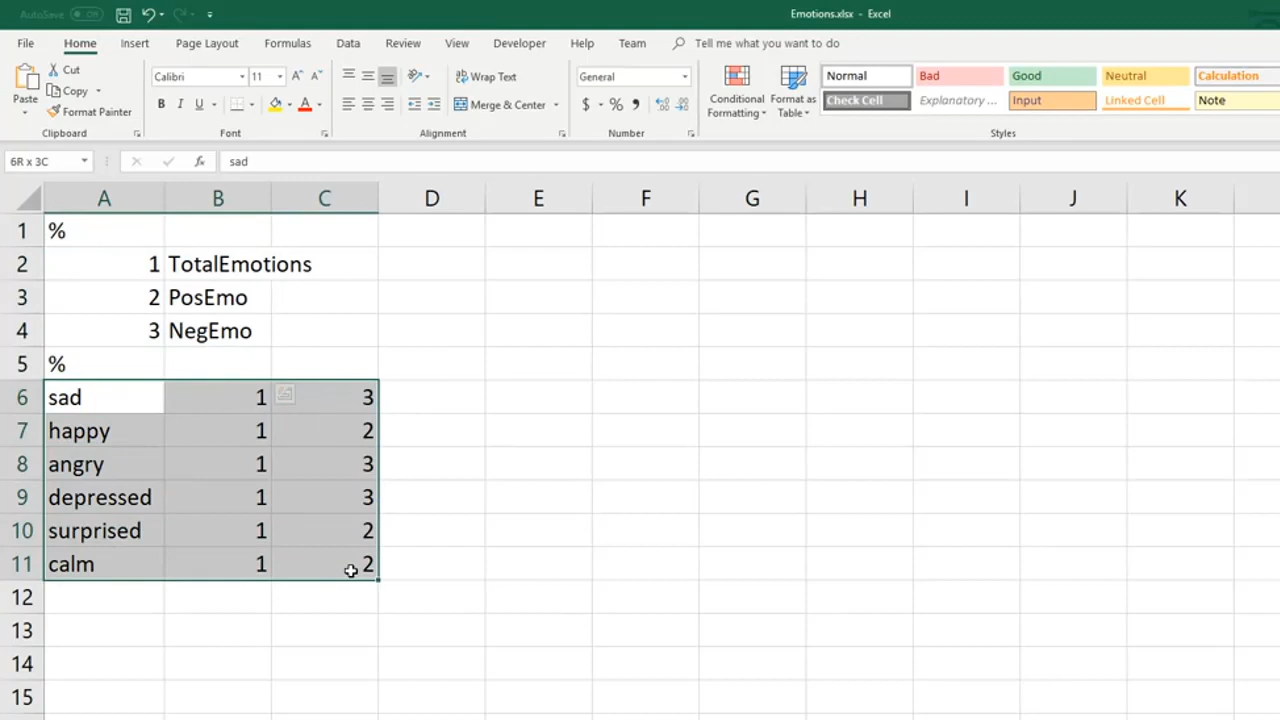 AutoSave Off
Emotions.xlsx - Excel
File Home Insert Page Layout Formulas Data Review View Developer Help Team Tell me what you want to do
Paste Cut
Copy
Format Painter
Calibri 11
B I U A
Wrap Text
Merge & Center
General
$ % ,
Conditional Formatting
Format as Table
Normal Bad Good Neutral Calculation
Check Cell Explanatory ... Input Linked Cell Note
Clipboard Font Alignment Number Styles
6R x 3C fx sad
A B C D E F G H I J K
1 %
2 1 TotalEmotions
3 2 PosEmo
4 3 NegEmo
5 %
6 sad 1 3
7 happy 1 2
8 angry 1 3
9 depressed 1 3
10 surprised 1 2
11 calm 1 2
12
13
14
15